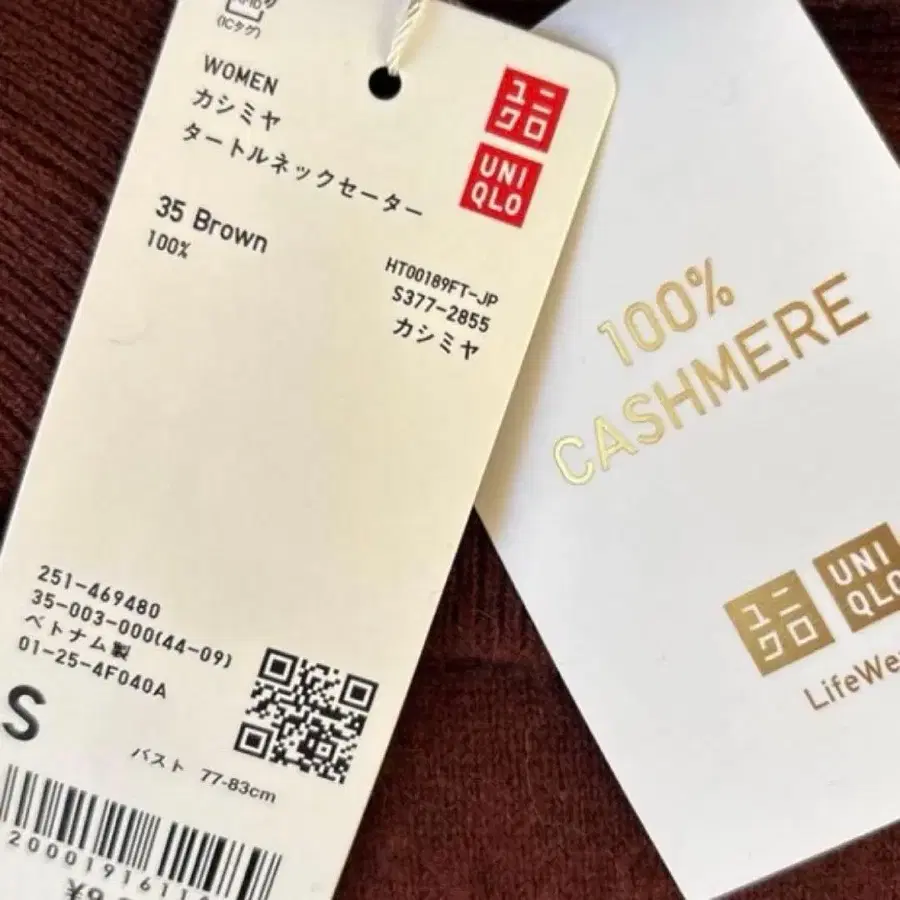 (ICタグ)
WOMEN
カシミヤ
タートルネックセーター
ユニ
クロ
UNI
QLO
35 Brown
100%
HT00189FT-JP
S377-2855
カシミヤ
251-469480
35-003-000(44-09)
ベトナム製
01-25-4F040A
S
バスト 77-83cm
100%
CASHMERE
ユニ
クロ
UNI
QLO